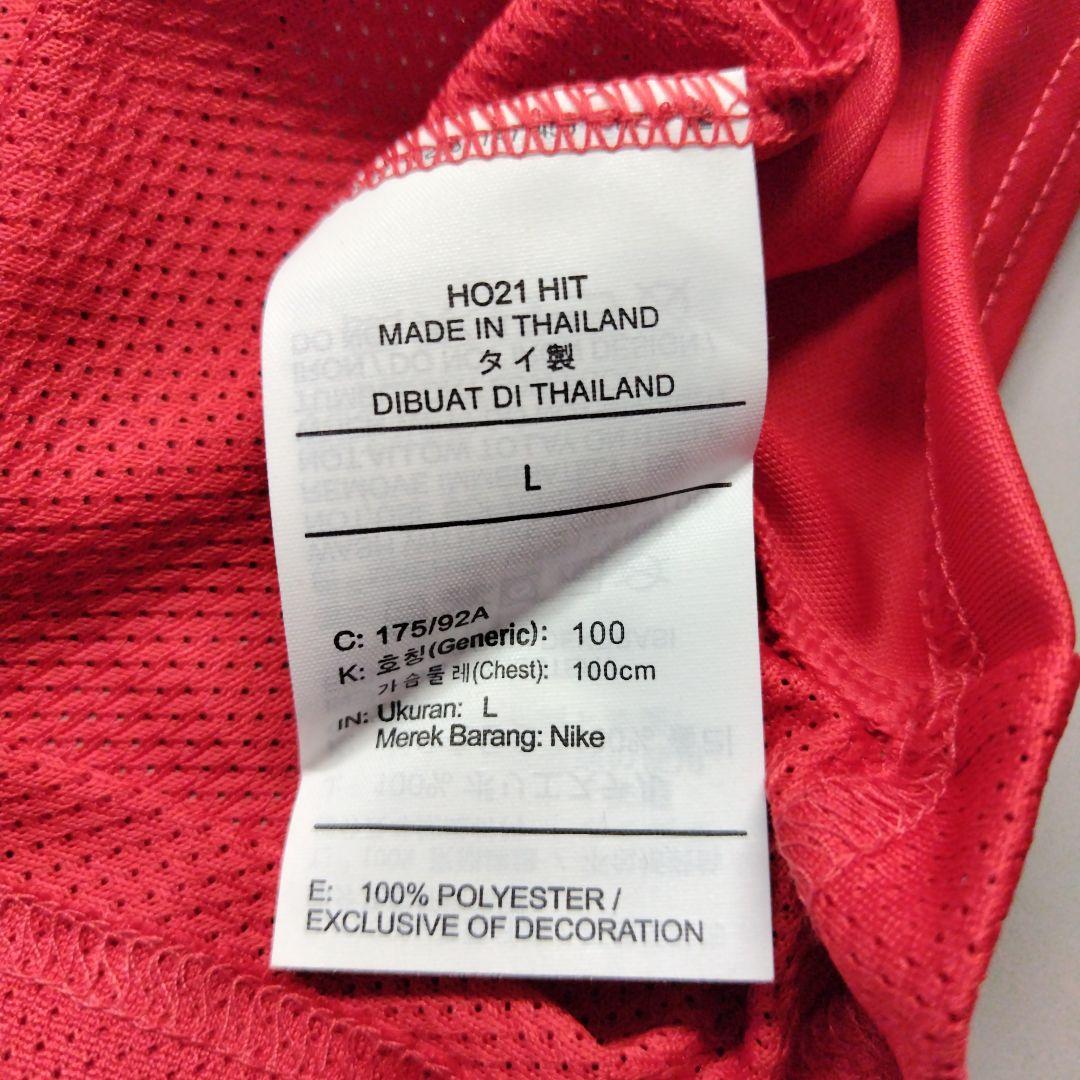 HO21 HIT
MADE IN THAILAND
タイ製
DIBUAT DI THAILAND
L
C: 175/92A
K: 호칭(Generic): 100
가슴둘레(Chest): 100cm
IN: Ukuran: L
Merek Barang: Nike
E: 100% POLYESTER /
EXCLUSIVE OF DECORATION